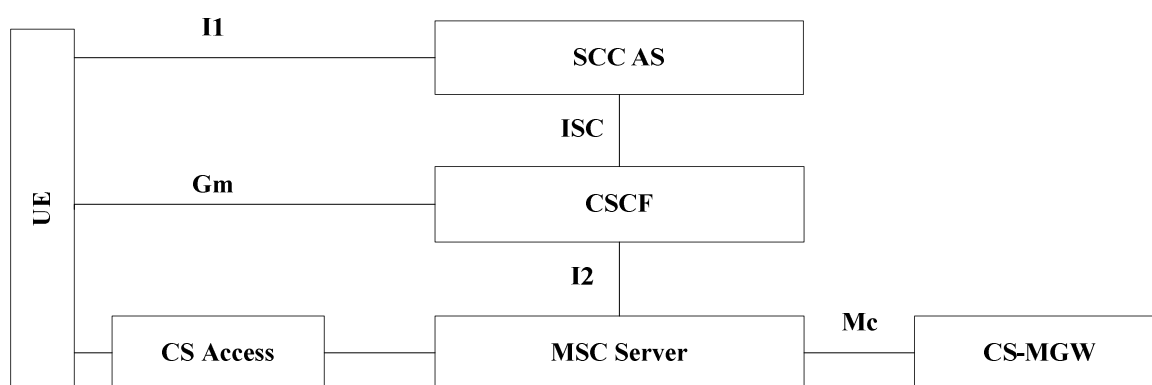 I1
SCC AS
ISC
UE
Gm
CSCF
I2
Mc
CS Access
MSC Server
CS-MGW